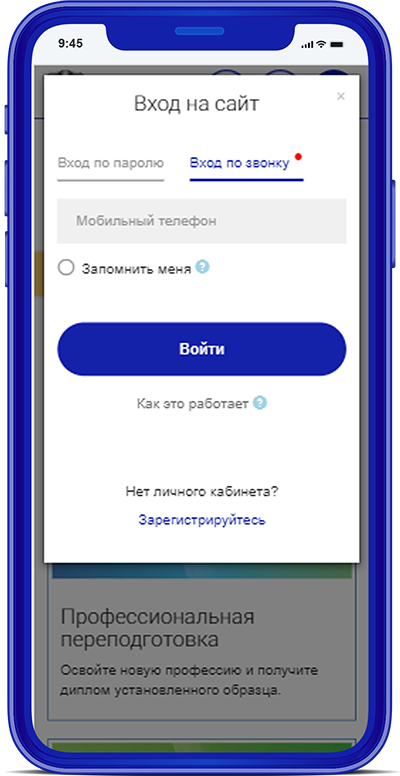 9:45
Вход на сайт
×
Вход по паролю
Вход по звонку
Мобильный телефон
Запомнить меня ?
Войти
Как это работает ?
Нет личного кабинета?
Зарегистрируйтесь
Профессиональная
переподготовка
Освойте новую профессию и получите
диплом установленного образца.